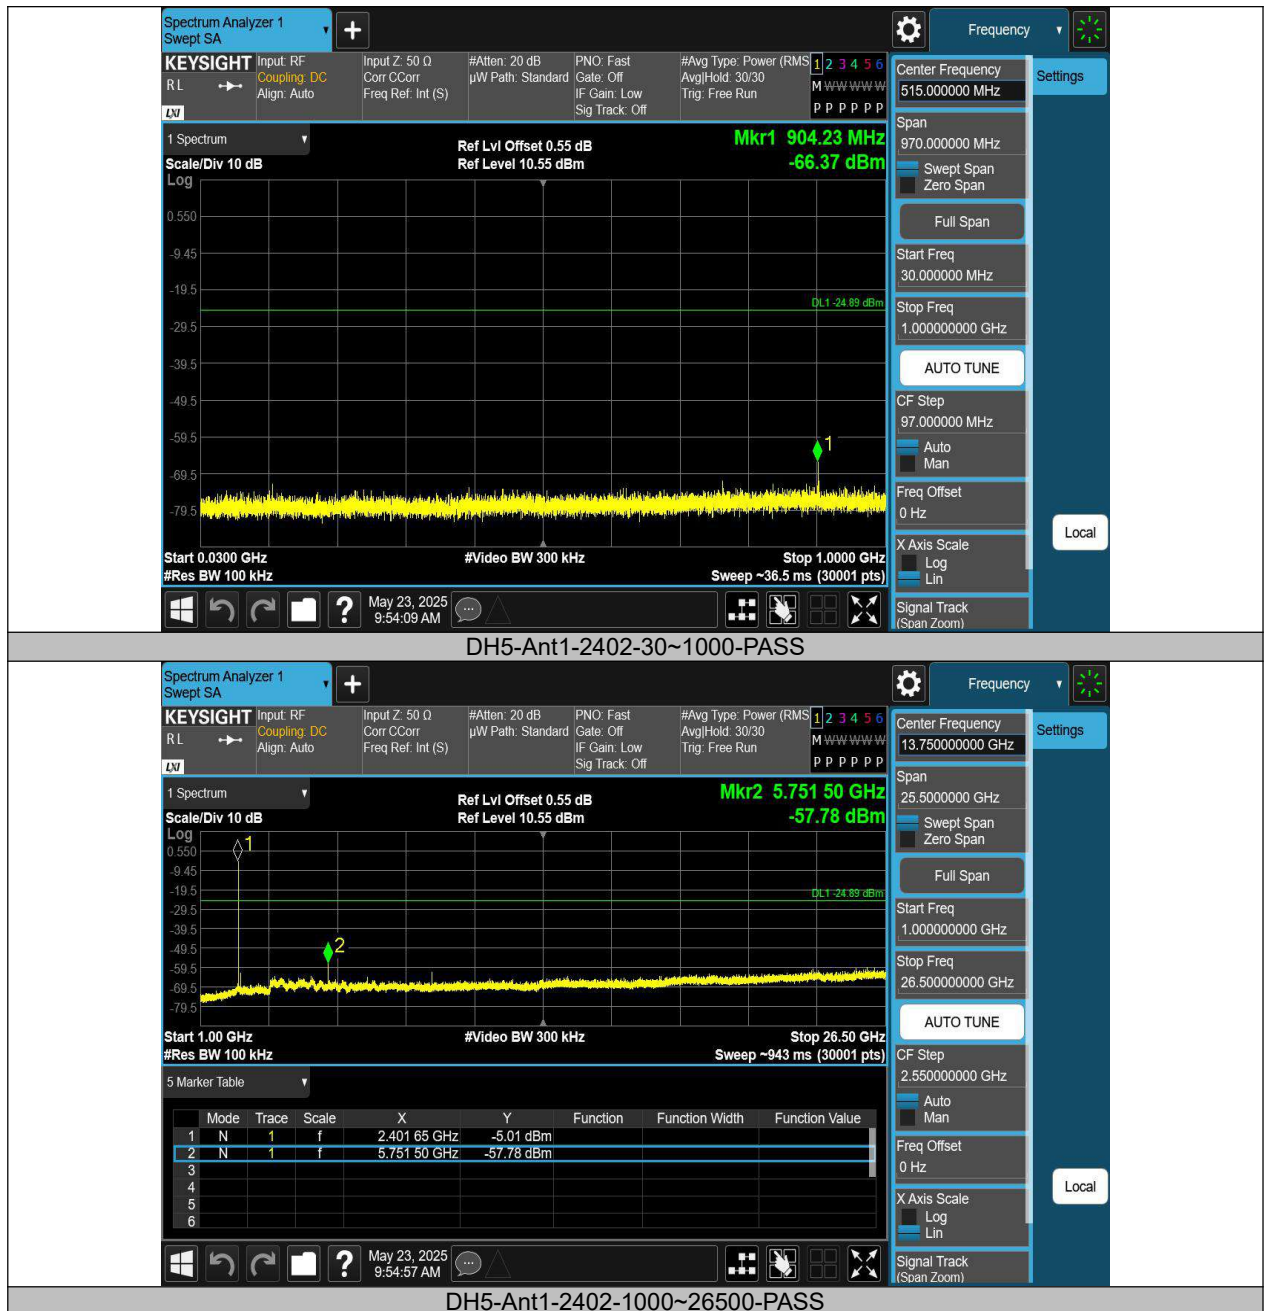 Spectrum Analyzer 1
Swept SA
Frequency
KEYSIGHT
R L
LXI
Input: RF
Coupling: DC
Align: Auto
Input Z: 50 Ω
Corr CCorr
Freq Ref: Int (S)
#Atten: 20 dB
µW Path: Standard
PNO: Fast
Gate: Off
IF Gain: Low
Sig Track: Off
#Avg Type: Power (RMS
Avg|Hold: 30/30
Trig: Free Run
1 2 3 4 5 6
M W W W W W
P P P P P P
Center Frequency
515.000000 MHz
Settings
1 Spectrum
Scale/Div 10 dB
Log
Ref Lvl Offset 0.55 dB
Ref Level 10.55 dBm
Mkr1 904.23 MHz
-66.37 dBm
Span
970.000000 MHz
Swept Span
Zero Span
Full Span
Start Freq
30.000000 MHz
Stop Freq
1.000000000 GHz
AUTO TUNE
CF Step
97.000000 MHz
Auto
Man
Freq Offset
0 Hz
X Axis Scale
Log
Lin
Signal Track
(Span Zoom)
Local
0.550
-9.45
-19.5
DL1 -24.89 dBm
-29.5
-39.5
-49.5
-59.5
1
-69.5
-79.5
Start 0.0300 GHz
#Res BW 100 kHz
#Video BW 300 kHz
Stop 1.0000 GHz
Sweep ~36.5 ms (30001 pts)
?
May 23, 2025
9:54:09 AM
DH5-Ant1-2402-30~1000-PASS
Spectrum Analyzer 1
Swept SA
Frequency
KEYSIGHT
R L
LXI
Input: RF
Coupling: DC
Align: Auto
Input Z: 50 Ω
Corr CCorr
Freq Ref: Int (S)
#Atten: 20 dB
µW Path: Standard
PNO: Fast
Gate: Off
IF Gain: Low
Sig Track: Off
#Avg Type: Power (RMS
Avg|Hold: 30/30
Trig: Free Run
1 2 3 4 5 6
M W W W W W
P P P P P P
Center Frequency
13.750000000 GHz
Settings
1 Spectrum
Scale/Div 10 dB
Log
Ref Lvl Offset 0.55 dB
Ref Level 10.55 dBm
Mkr2 5.751 50 GHz
-57.78 dBm
Span
25.5000000 GHz
Swept Span
Zero Span
Full Span
Start Freq
1.000000000 GHz
Stop Freq
26.500000000 GHz
AUTO TUNE
CF Step
2.550000000 GHz
Auto
Man
Freq Offset
0 Hz
X Axis Scale
Log
Lin
Signal Track
(Span Zoom)
Local
1
0.550
-9.45
-19.5
DL1 -24.89 dBm
-29.5
-39.5
-49.5
2
-59.5
-69.5
-79.5
Start 1.00 GHz
#Res BW 100 kHz
#Video BW 300 kHz
Stop 26.50 GHz
Sweep ~943 ms (30001 pts)
5 Marker Table
Mode Trace Scale X Y Function Function Width Function Value
1 N 1 f 2.401 65 GHz -5.01 dBm
2 N 1 f 5.751 50 GHz -57.78 dBm
3
4
5
6
?
May 23, 2025
9:54:57 AM
DH5-Ant1-2402-1000~26500-PASS